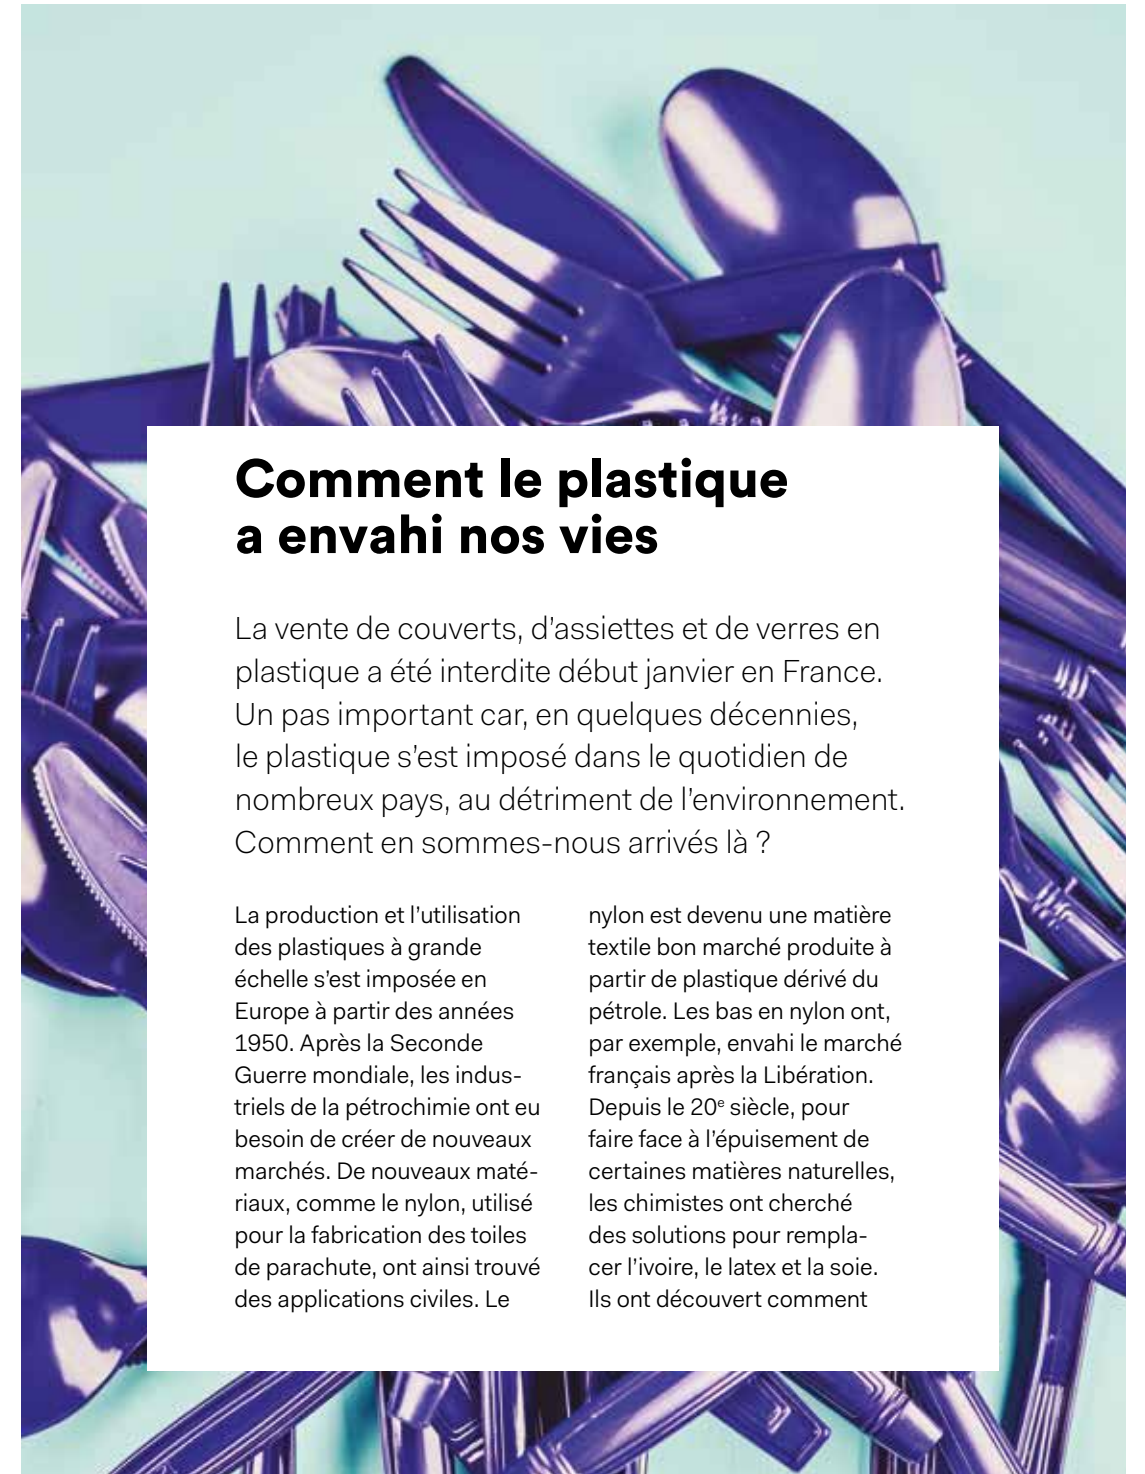 Comment le plastique
a envahi nos vies
La vente de couverts, d’assiettes et de verres en
plastique a été interdite début janvier en France.
Un pas important car, en quelques décennies,
le plastique s’est imposé dans le quotidien de
nombreux pays, au détriment de l’environnement.
Comment en sommes-nous arrivés là ?
La production et l’utilisation
des plastiques à grande
échelle s’est imposée en
Europe à partir des années
1950. Après la Seconde
Guerre mondiale, les indus-
triels de la pétrochimie ont eu
besoin de créer de nouveaux
marchés. De nouveaux maté-
riaux, comme le nylon, utilisé
pour la fabrication des toiles
de parachute, ont ainsi trouvé
des applications civiles. Le
nylon est devenu une matière
textile bon marché produite à
partir de plastique dérivé du
pétrole. Les bas en nylon ont,
par exemple, envahi le marché
français après la Libération.
Depuis le 20e siècle, pour
faire face à l’épuisement de
certaines matières naturelles,
les chimistes ont cherché
des solutions pour rempla-
cer l’ivoire, le latex et la soie.
Ils ont découvert comment